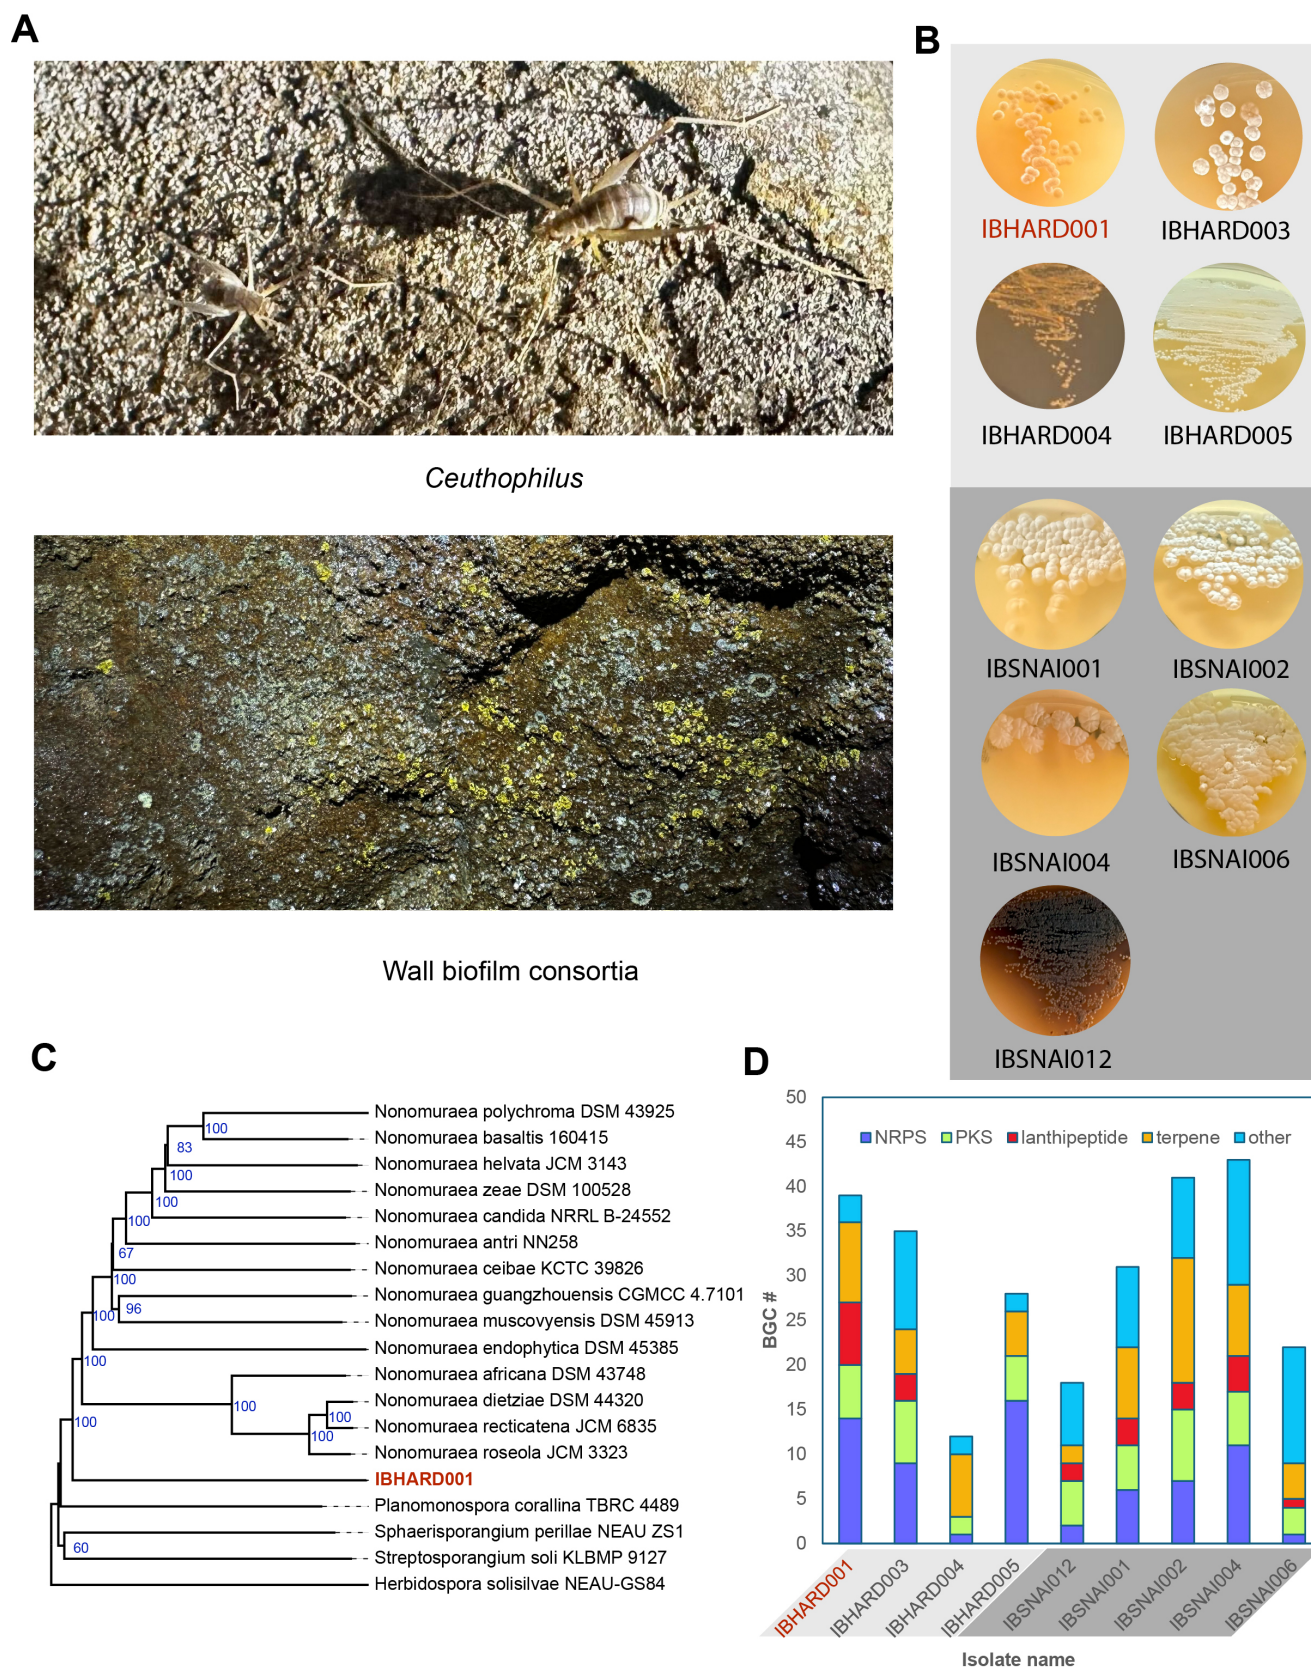 A
Ceuthophilus
Wall biofilm consortia
B
IBHARD001
IBHARD003
IBHARD004
IBHARD005
IBSNAI001
IBSNAI002
IBSNAI004
IBSNAI006
IBSNAI012
C
Nonomuraea polychroma DSM 43925
100
Nonomuraea basaltis 160415
83
Nonomuraea helvata JCM 3143
100
Nonomuraea zeae DSM 100528
100
Nonomuraea candida NRRL B-24552
100
Nonomuraea antri NN258
67
Nonomuraea ceibae KCTC 39826
100
Nonomuraea guangzhouensis CGMCC 4.7101
96
100
Nonomuraea muscovyensis DSM 45913
Nonomuraea endophytica DSM 45385
100
Nonomuraea africana DSM 43748
100
Nonomuraea dietziae DSM 44320
100
100
Nonomuraea recticatena JCM 6835
100
Nonomuraea roseola JCM 3323
IBHARD001
Planomonospora corallina TBRC 4489
Sphaerisporangium perillae NEAU ZS1
60
Streptosporangium soli KLBMP 9127
Herbidospora solisilvae NEAU-GS84
D
50
45
40
35
30
25
20
15
10
5
0
BGC #
NRPS PKS lanthipeptide terpene other
IBHARD001
IBHARD003
IBHARD004
IBHARD005
IBSNAI012
IBSNAI001
IBSNAI002
IBSNAI004
IBSNAI006
Isolate name